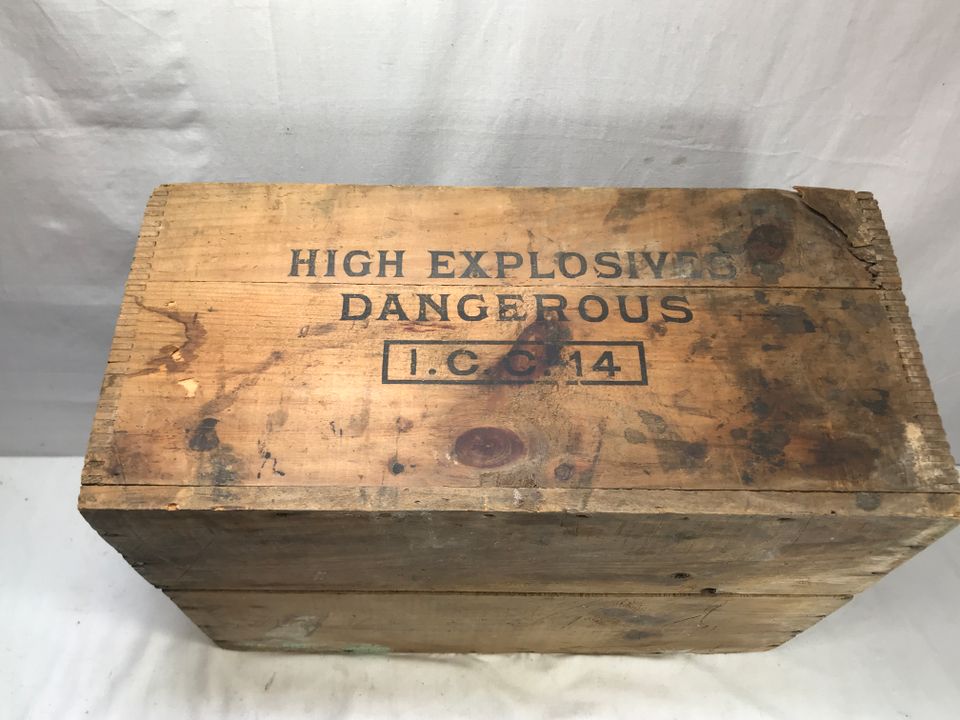 HIGH EXPLOSIVES
DANGEROUS
I.C.C. 14